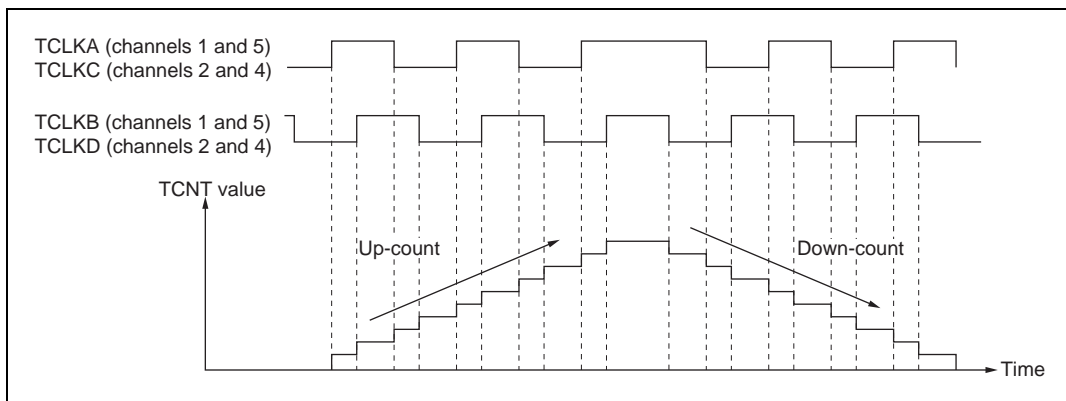 TCLKA (channels 1 and 5)
TCLKC (channels 2 and 4)
TCLKB (channels 1 and 5)
TCLKD (channels 2 and 4)
TCNT value
Up-count
Down-count
Time